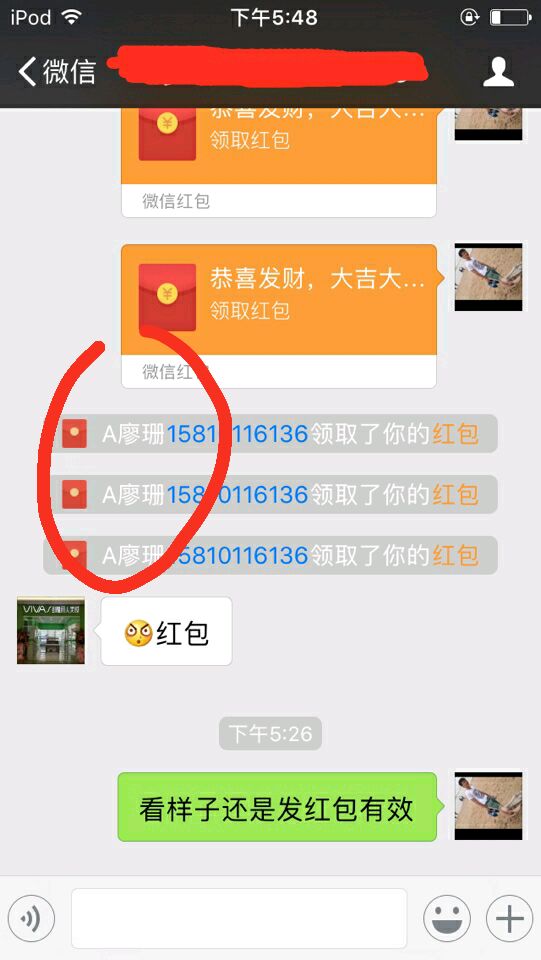 iPod
下午5:48
微信
恭喜发财，大吉大…
领取红包
微信红包
恭喜发财，大吉大…
领取红包
微信红包
A廖珊15810116136领取了你的红包
A廖珊15810116136领取了你的红包
A廖珊15810116136领取了你的红包
VIVA
红包
下午5:26
看样子还是发红包有效